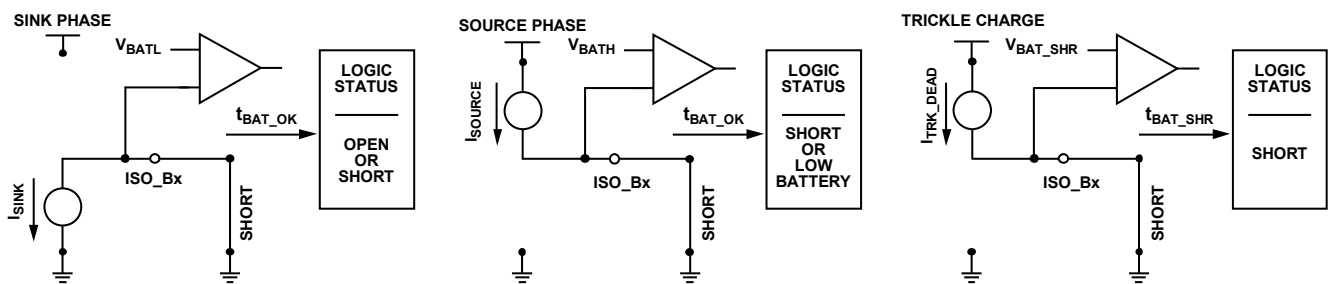 SINK PHASE
V_BATL
LOGIC
STATUS
t_BAT_OK
OPEN
OR
SHORT
ISO_Bx
I_SINK
SHORT
SOURCE PHASE
V_BATH
LOGIC
STATUS
I_SOURCE
t_BAT_OK
SHORT
OR
LOW
BATTERY
ISO_Bx
SHORT
TRICKLE CHARGE
V_BAT_SHR
LOGIC
STATUS
I_TRK_DEAD
t_BAT_SHR
SHORT
ISO_Bx
SHORT